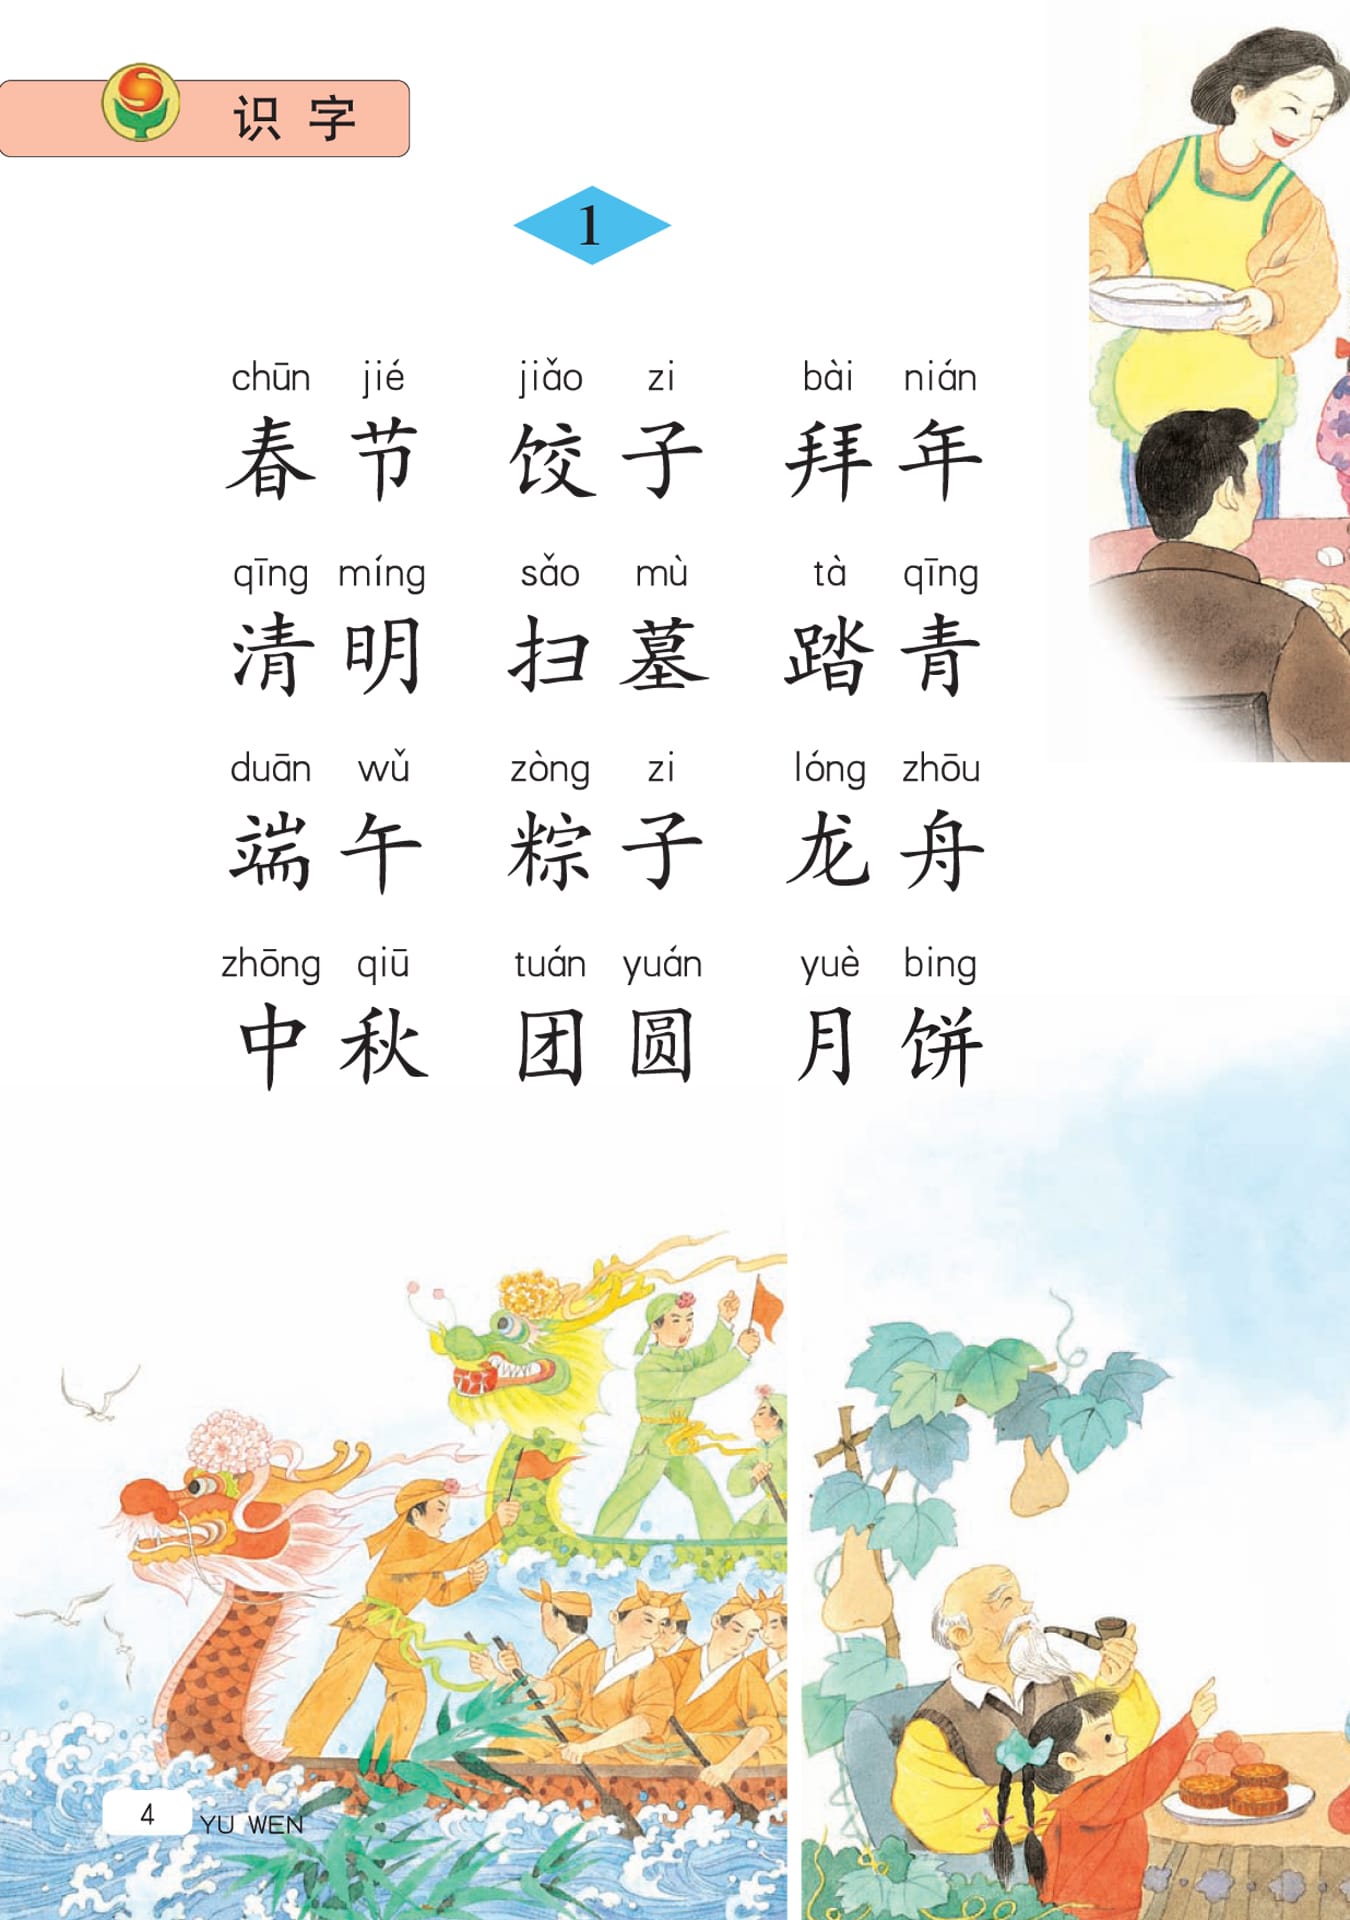 识字
1
chūn jié jiǎo zi bài nián
春节 饺子 拜年
qīng míng sǎo mù tà qīng
清明 扫墓 踏青
duān wǔ zòng zi lóng zhōu
端午 粽子 龙舟
zhōng qiū tuán yuán yuè bing
中秋 团圆 月饼
4 YU WEN